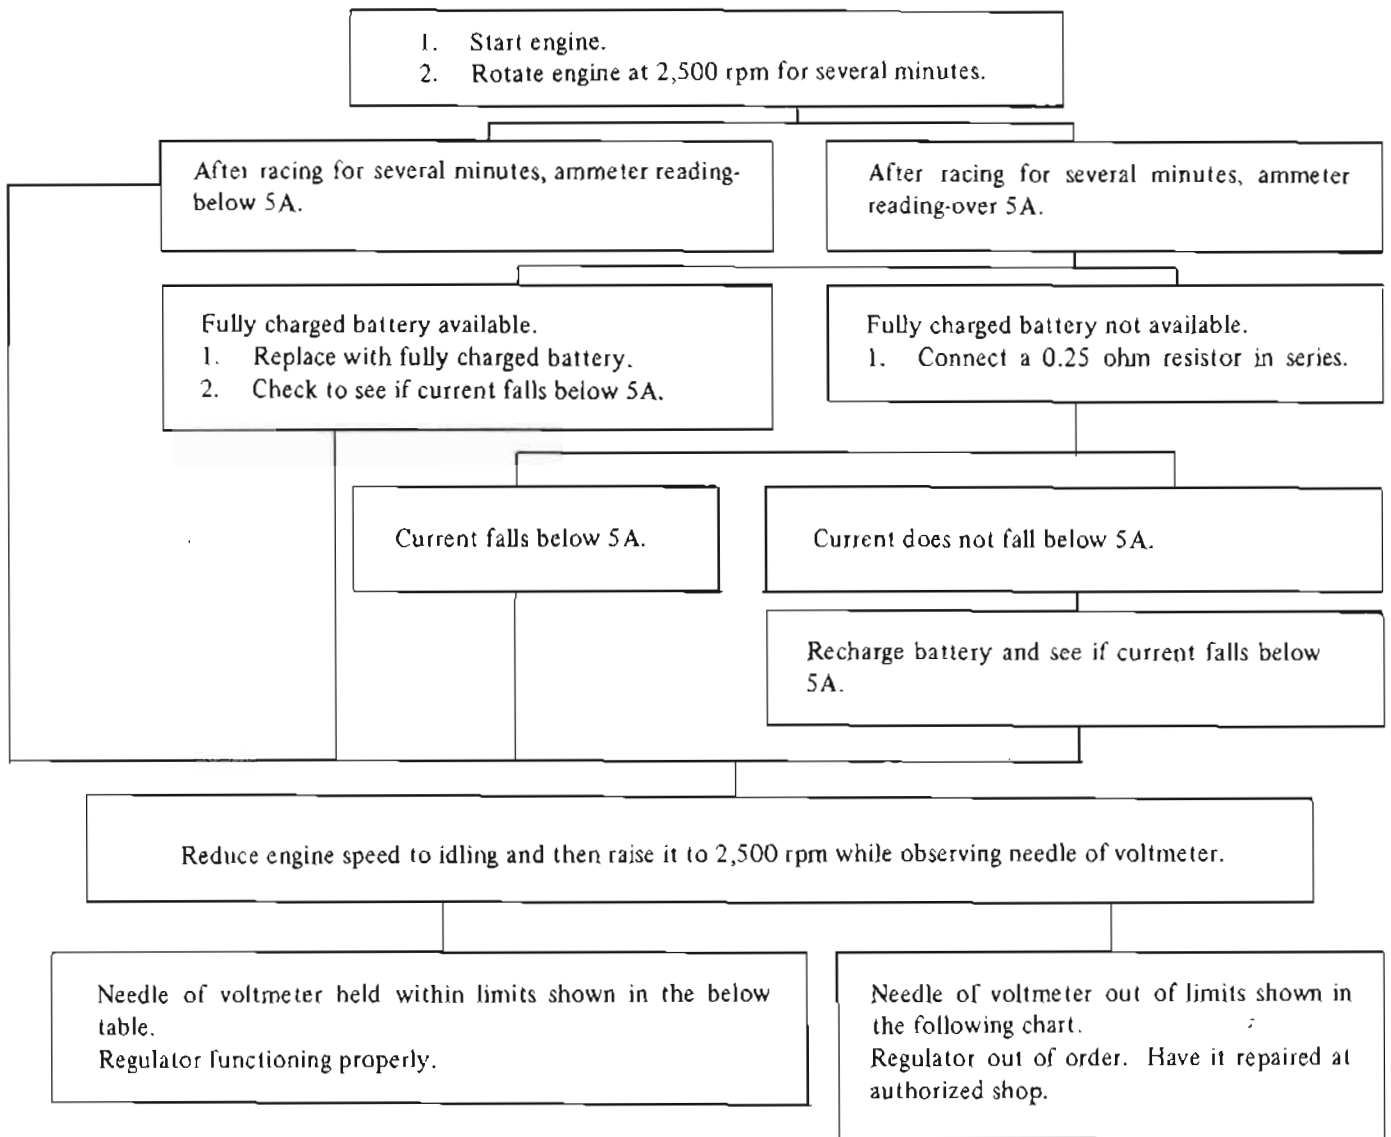 1. Start engine.
2. Rotate engine at 2,500 rpm for several minutes.
After racing for several minutes, ammeter reading-
below 5A.
After racing for several minutes, ammeter
reading-over 5A.
Fully charged battery available.
1. Replace with fully charged battery.
2. Check to see if current falls below 5A.
Fully charged battery not available.
1. Connect a 0.25 ohm resistor in series.
Current falls below 5A.
Current does not fall below 5A.
Recharge battery and see if current falls below
5A.
Reduce engine speed to idling and then raise it to 2,500 rpm while observing needle of voltmeter.
Needle of voltmeter held within limits shown in the below
table.
Regulator functioning properly.
Needle of voltmeter out of limits shown in
the following chart.
Regulator out of order. Have it repaired at
authorized shop.